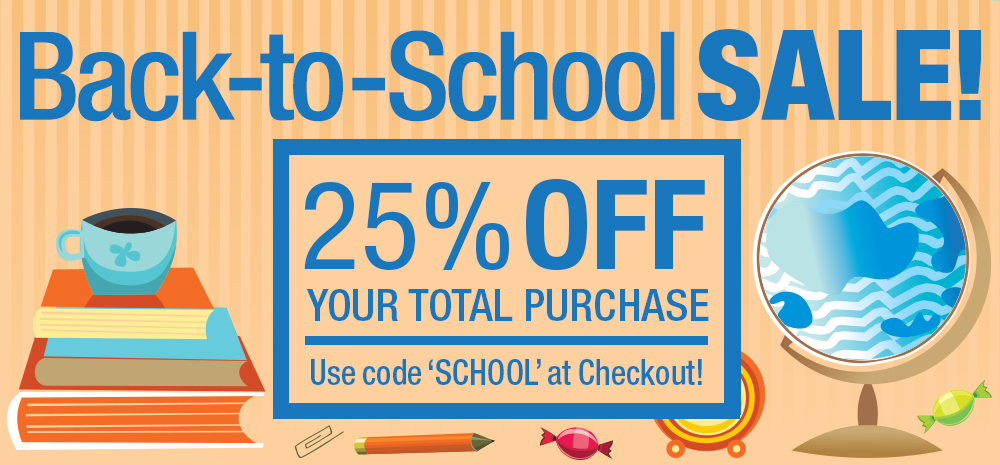 Back-to-School SALE!
25% OFF
YOUR TOTAL PURCHASE
Use code ‘SCHOOL’ at Checkout!